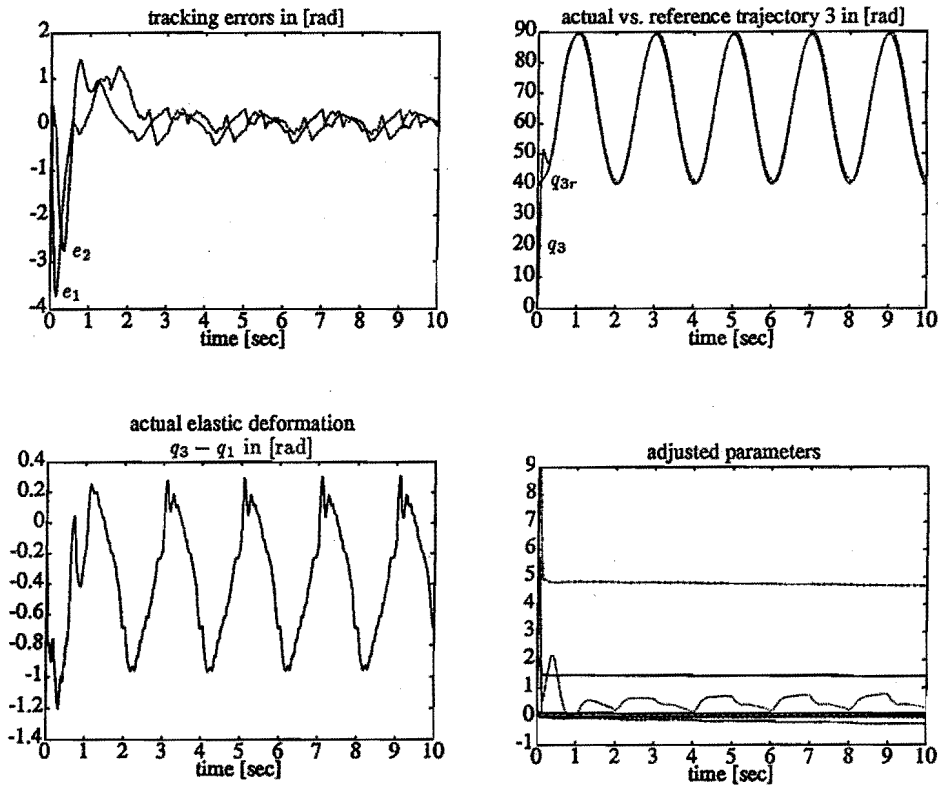 tracking errors in [rad]
2
1
0
-1
-2
-3
-4
e2
e1
0 1 2 3 4 5 6 7 8 9 10
time [sec]
actual vs. reference trajectory 3 in [rad]
90
80
70
60
50
40
30
20
10
0
q3r
q3
0 1 2 3 4 5 6 7 8 9 10
time [sec]
actual elastic deformation
q3 − q1 in [rad]
0.4
0.2
0
-0.2
-0.4
-0.6
-0.8
-1
-1.2
-1.4
0 1 2 3 4 5 6 7 8 9 10
time [sec]
adjusted parameters
9
8
7
6
5
4
3
2
1
0
-1
0 1 2 3 4 5 6 7 8 9 10
time [sec]